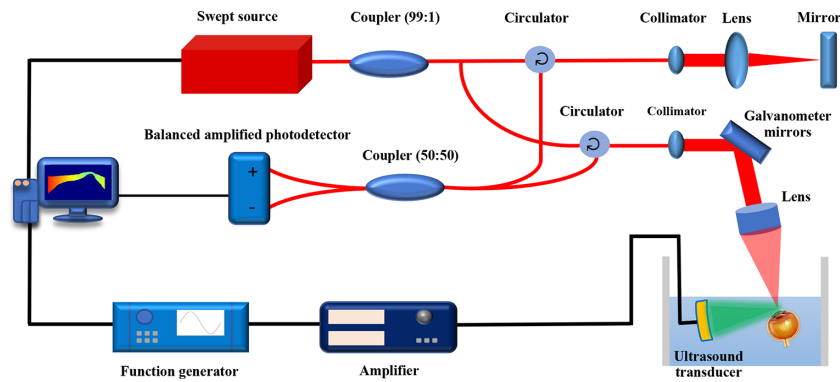 Swept source
Coupler (99:1)
Circulator
Collimator
Lens
Mirror
Circulator
Collimator
Galvanometer
mirrors
Balanced amplified photodetector
Coupler (50:50)
+
-
Lens
Ultrasound
transducer
Function generator
Amplifier